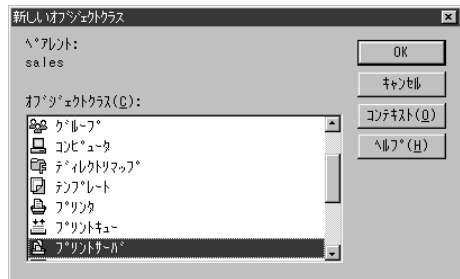 新しいｵﾌﾞｼﾞｪｸﾄｸﾗｽ
ﾍﾟｱﾚﾝﾄ:
sales
ｵﾌﾞｼﾞｪｸﾄｸﾗｽ(C):
ｸﾞﾙｰﾌﾟ
ｺﾝﾋﾟｭｰﾀ
ﾃﾞｨﾚｸﾄﾘﾏｯﾌﾟ
ﾃﾝﾌﾟﾚｰﾄ
ﾌﾟﾘﾝﾀ
ﾌﾟﾘﾝﾄｷｭｰ
ﾌﾟﾘﾝﾄｻｰﾊﾞ
OK
ｷｬﾝｾﾙ
ｺﾝﾃｷｽﾄ(O)
ﾍﾙﾌﾟ(H)